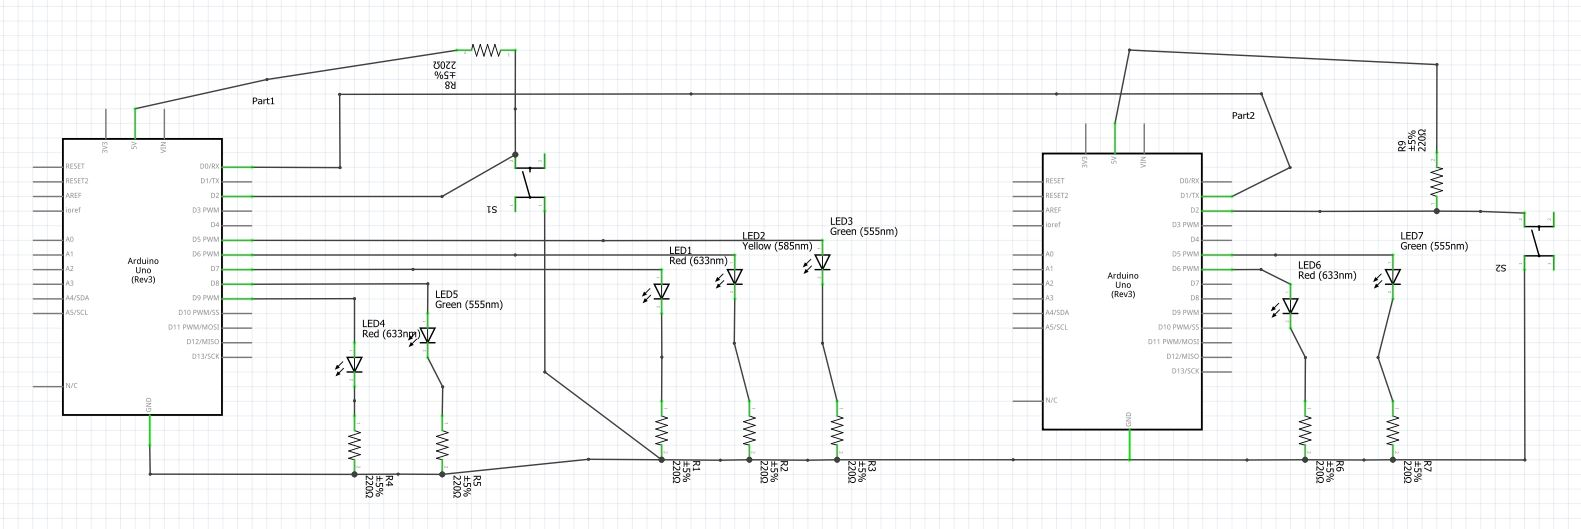 220Ω
±5%
R8
Part1
3V3
5V
VIN
RESET
RESET2
AREF
ioref
A0
A1
A2
A3
A4/SDA
A5/SCL
N/C
Arduino
Uno
(Rev3)
D0/RX
D1/TX
D2
D3 PWM
D4
D5 PWM
D6 PWM
D7
D8
D9 PWM
D10 PWM/SS
D11 PWM/MOSI
D12/MISO
D13/SCK
GND
S1
LED4
Red (633nm)
LED5
Green (555nm)
LED1
Red (633nm)
LED2
Yellow (585nm)
LED3
Green (555nm)
R4
±5%
220Ω
R5
±5%
220Ω
R1
±5%
220Ω
R2
±5%
220Ω
R3
±5%
220Ω
Part2
3V3
5V
VIN
RESET
RESET2
AREF
ioref
A0
A1
A2
A3
A4/SDA
A5/SCL
N/C
Arduino
Uno
(Rev3)
D0/RX
D1/TX
D2
D3 PWM
D4
D5 PWM
D6 PWM
D7
D8
D9 PWM
D10 PWM/SS
D11 PWM/MOSI
D12/MISO
D13/SCK
GND
R9
±5%
220Ω
S2
LED6
Red (633nm)
LED7
Green (555nm)
R6
±5%
220Ω
R7
±5%
220Ω